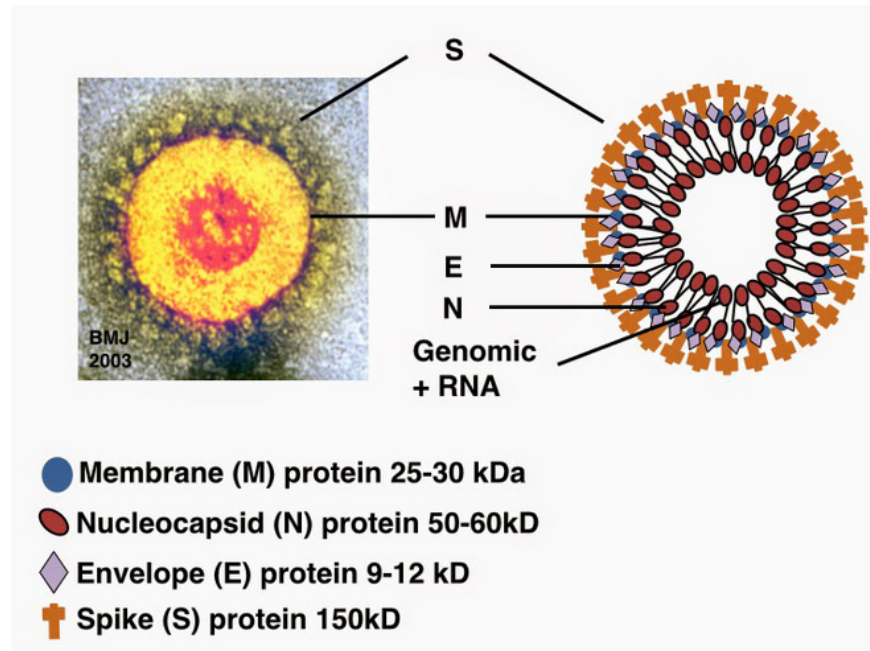 S
M
E
N
Genomic
+ RNA
BMJ
2003
Membrane (M) protein 25-30 kDa
Nucleocapsid (N) protein 50-60kD
Envelope (E) protein 9-12 kD
Spike (S) protein 150kD